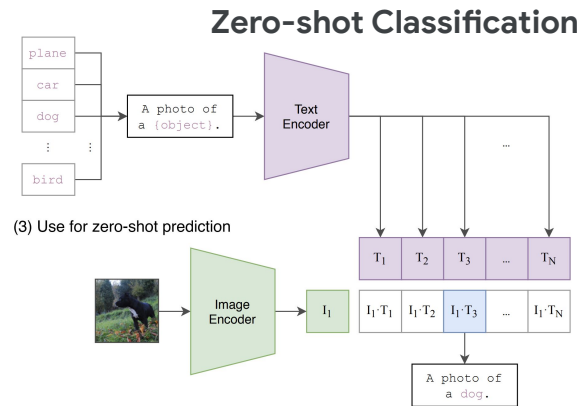 Zero-shot Classification
plane
car
dog
⋮ ⋮
bird
A photo of
a {object}.
Text
Encoder
...
(3) Use for zero-shot prediction
T1 T2 T3 ... TN
Image
Encoder
I1
I1·T1 I1·T2 I1·T3 ... I1·TN
A photo of
a dog.